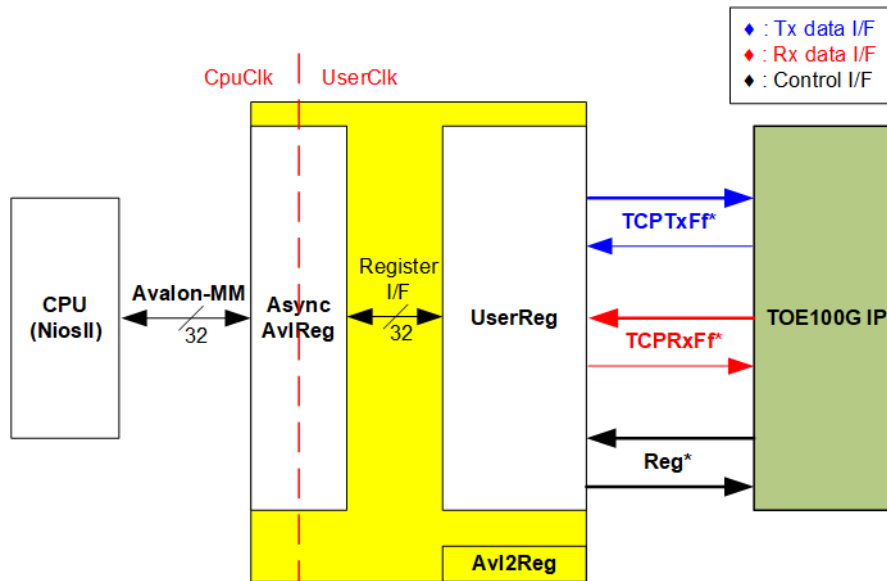 ♦ : Tx data I/F
♦ : Rx data I/F
♦ : Control I/F
CpuClk
UserClk
CPU
(NiosII)
Avalon-MM
32
Async
AvlReg
Register
I/F
32
UserReg
TCPTxFf*
TCPRxFf*
Reg*
TOE100G IP
Avl2Reg